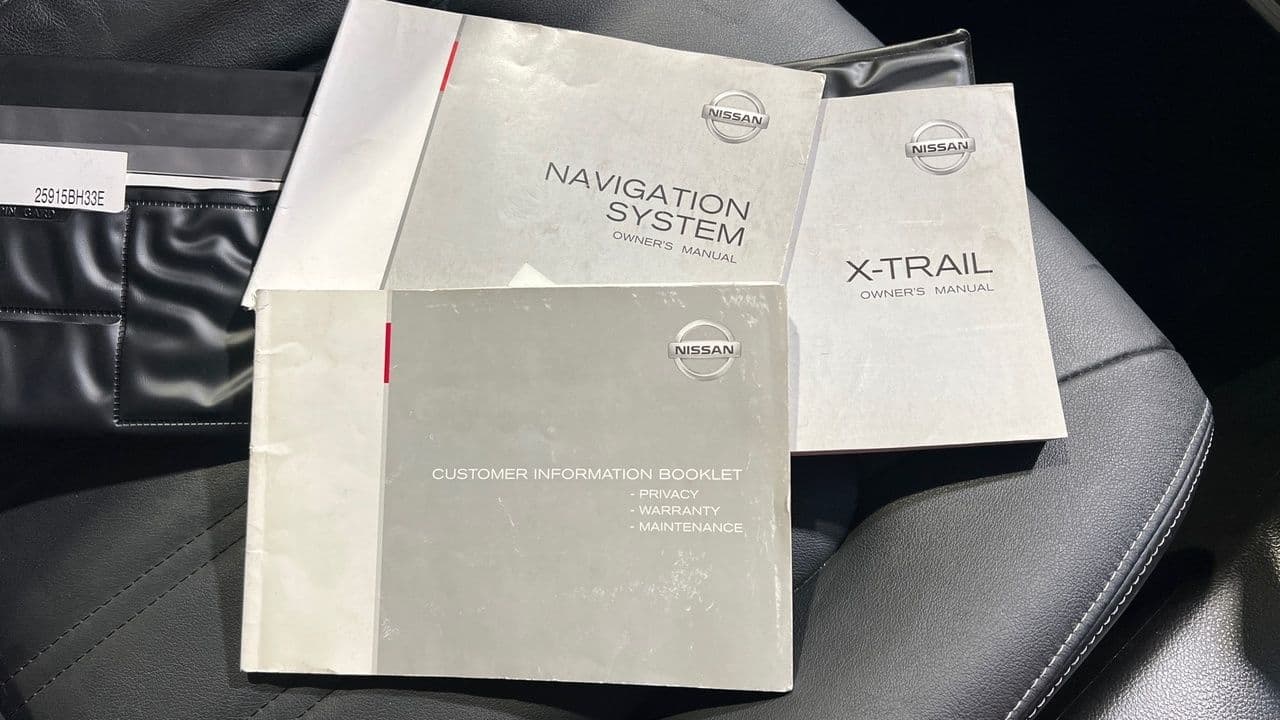 NISSAN
NAVIGATION
SYSTEM
OWNER'S MANUAL
NISSAN
X-TRAIL
OWNER'S MANUAL
25915BH33E
NISSAN
CUSTOMER INFORMATION BOOKLET
- PRIVACY
- WARRANTY
- MAINTENANCE